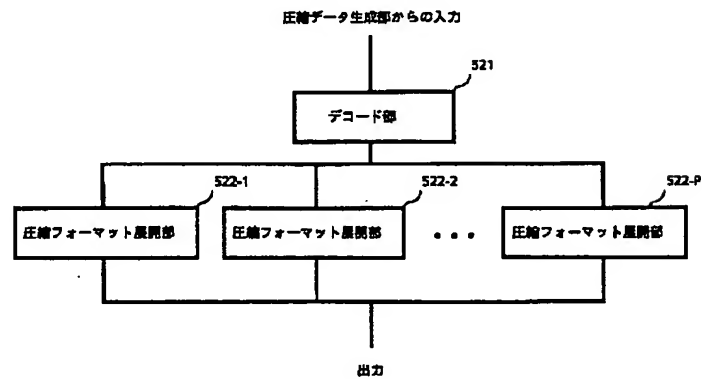 圧縮データ生成部からの入力
521
デコード部
522-1
522-2
522-P
圧縮フォーマット展開部
圧縮フォーマット展開部
・・・
圧縮フォーマット展開部
出力